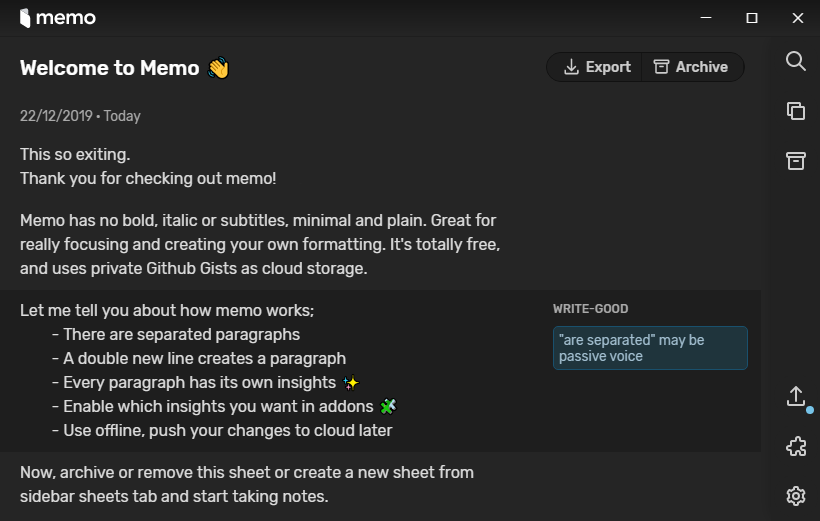 memo
Welcome to Memo 👋
Export
Archive
22/12/2019 • Today
This so exiting.
Thank you for checking out memo!
Memo has no bold, italic or subtitles, minimal and plain. Great for
really focusing and creating your own formatting. It's totally free,
and uses private Github Gists as cloud storage.
Let me tell you about how memo works;
- There are separated paragraphs
- A double new line creates a paragraph
- Every paragraph has its own insights ✨
- Enable which insights you want in addons 🧩
- Use offline, push your changes to cloud later
WRITE-GOOD
"are separated" may be
passive voice
Now, archive or remove this sheet or create a new sheet from
sidebar sheets tab and start taking notes.